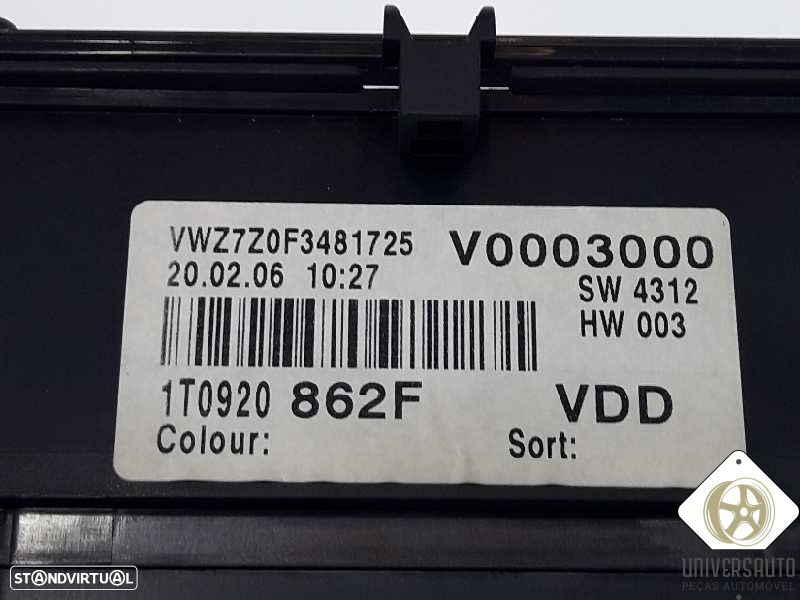 VWZ7Z0F3481725 V0003000
20.02.06 10:27 SW 4312
HW 003
1T0920 862F VDD
Colour: Sort:
STANDVIRTUAL
UNIVERSAUTO
PEÇAS AUTOMÓVEL